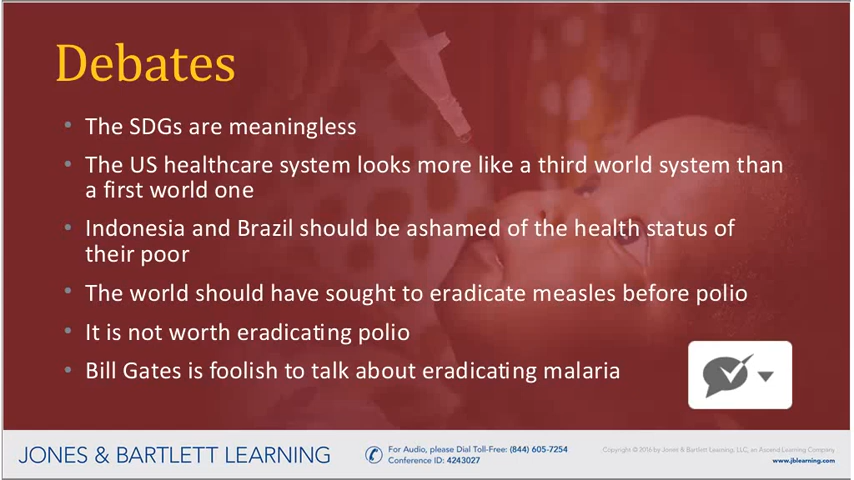 Debates
• The SDGs are meaningless
• The US healthcare system looks more like a third world system than
a first world one
• Indonesia and Brazil should be ashamed of the health status of
their poor
• The world should have sought to eradicate measles before polio
• It is not worth eradicating polio
• Bill Gates is foolish to talk about eradicating malaria
JONES & BARTLETT LEARNING
For Audio, please Dial Toll-Free: (844) 605-7254
Conference ID: 4243027
Copyright © 2016 by Jones & Bartlett Learning, LLC, an Ascend Learning Company
www.jblearning.com